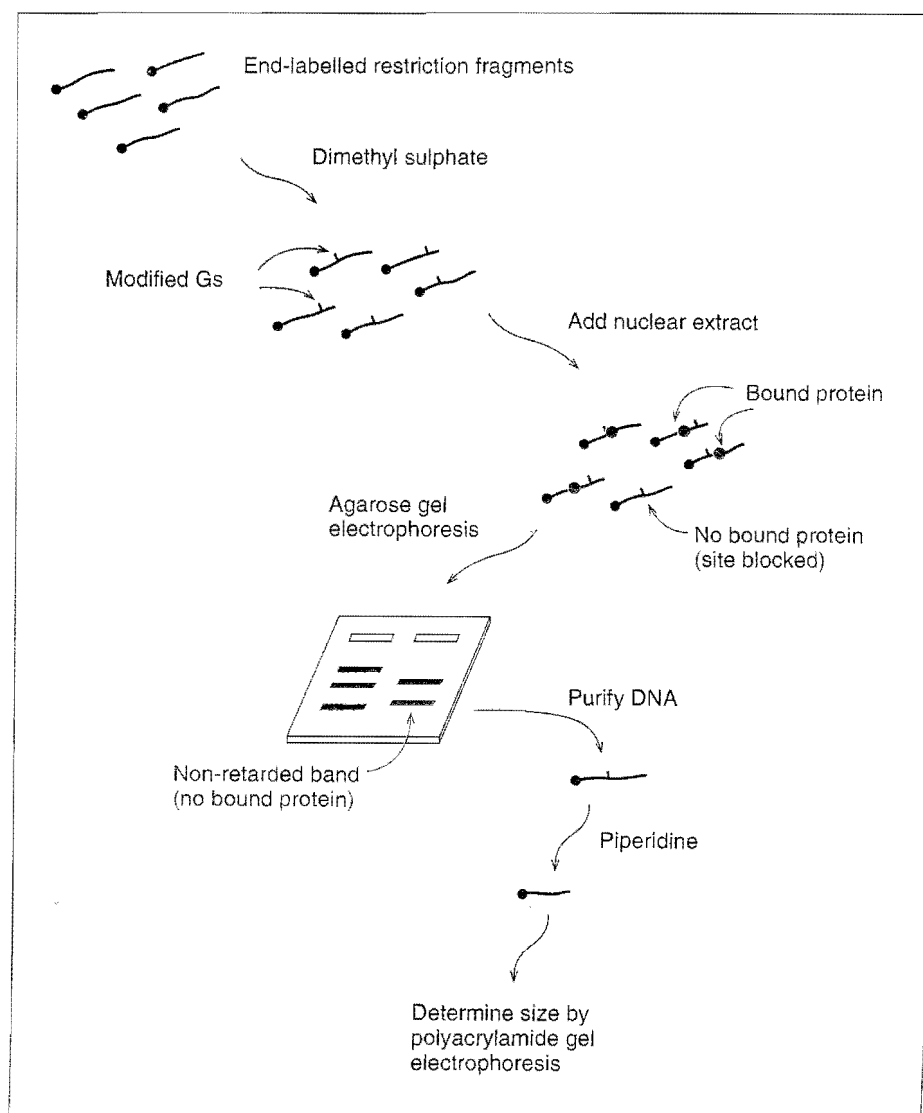 End-labelled restriction fragments
Dimethyl sulphate
Modified Gs
Add nuclear extract
Bound protein
Agarose gel
electrophoresis
No bound protein
(site blocked)
Purify DNA
Non-retarded band
(no bound protein)
Piperidine
Determine size by
polyacrylamide gel
electrophoresis